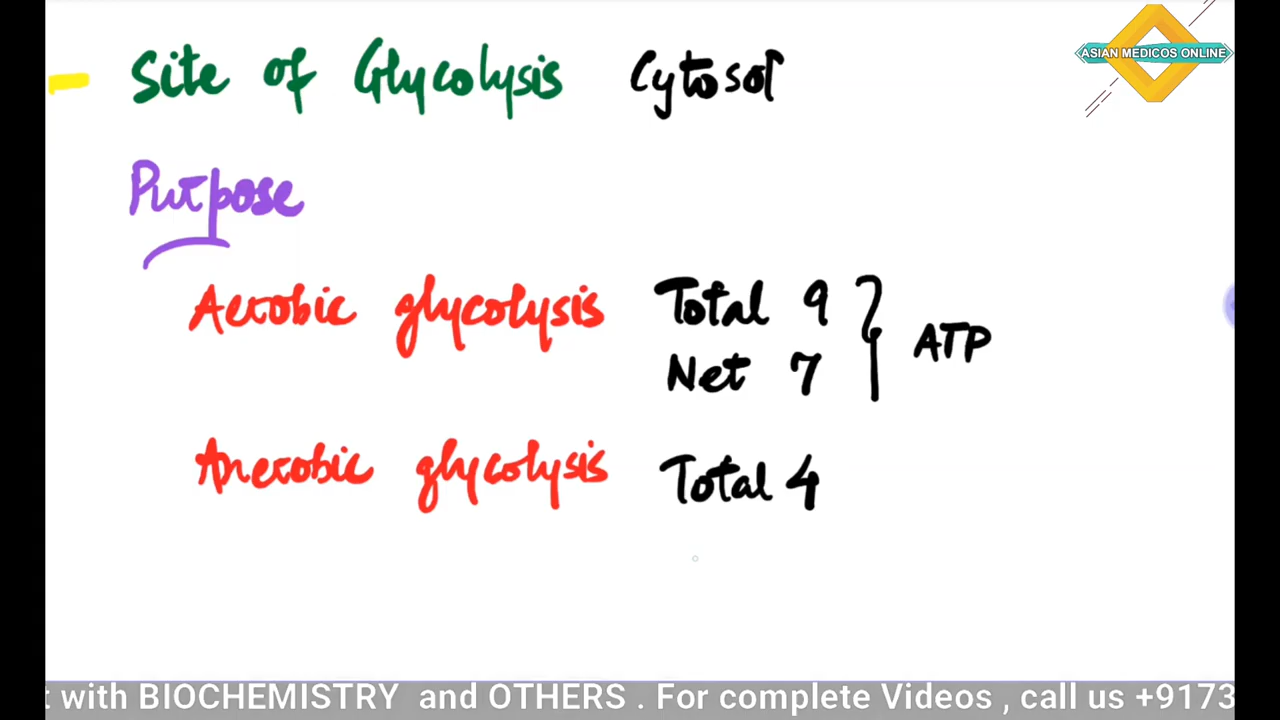 Site of Glycolysis Cytosol
ASIAN MEDICOS ONLINE
Purpose
Aerobic glycolysis Total 9
Net 7
ATP
Anerobic glycolysis Total 4
t with BIOCHEMISTRY and OTHERS . For complete Videos , call us +9173